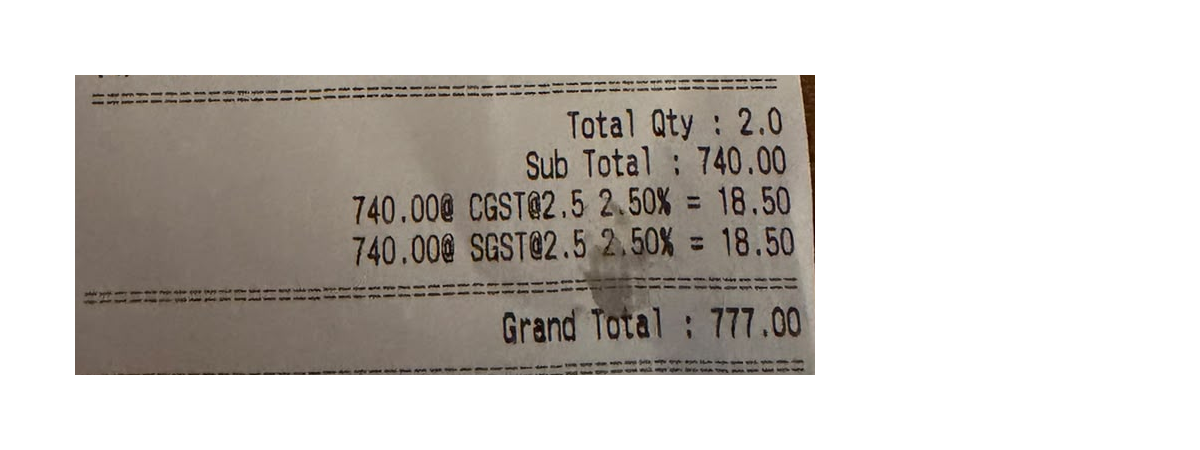 Total Qty : 2.0
Sub Total : 740.00
740.00@ CGST@2.5 2.50% = 18.50
740.00@ SGST@2.5 2.50% = 18.50
Grand Total : 777.00